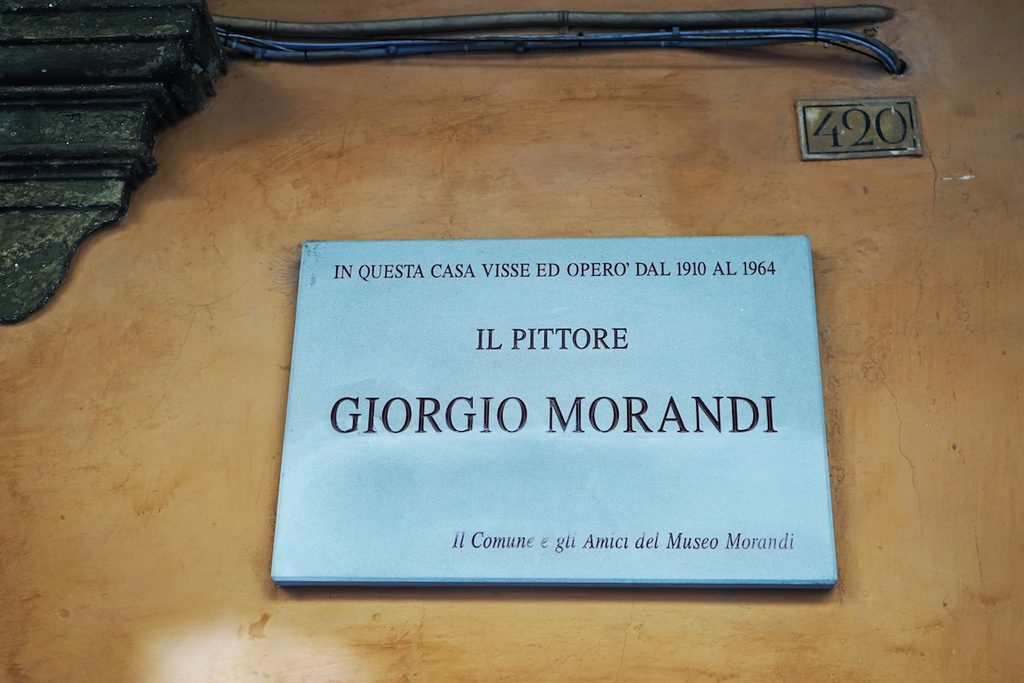 420
IN QUESTA CASA VISSE ED OPERO' DAL 1910 AL 1964
IL PITTORE
GIORGIO MORANDI
Il Comune e gli Amici del Museo Morandi